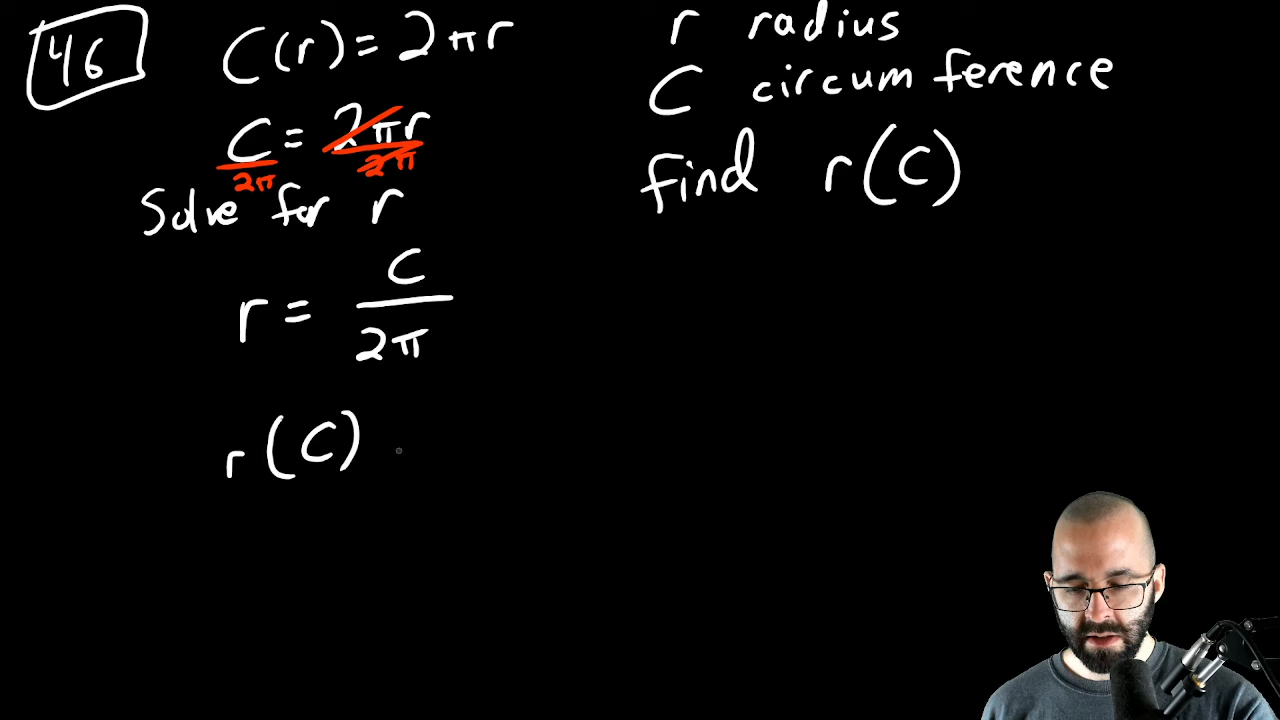 46
C(r) = 2πr
C = 2πr
2π 2π
Solve for r
r = C
2π
r(C)
r radius
C circumference
find r(C)